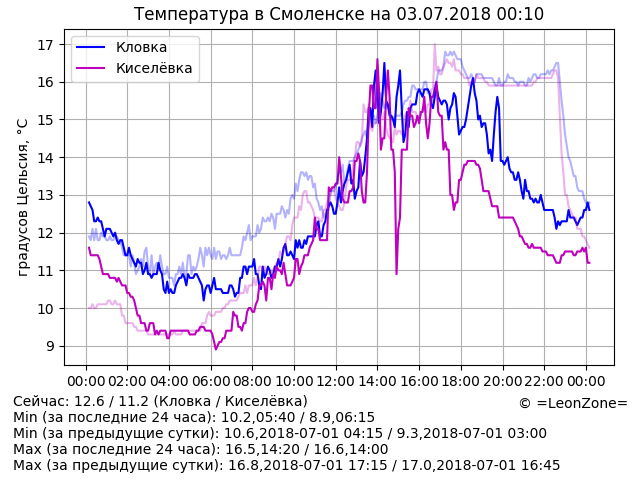 Температура в Смоленске на 03.07.2018 00:10
Кловка
Киселёвка
градусов Цельсия, °C
17
16
15
14
13
12
11
10
9
00:00 02:00 04:00 06:00 08:00 10:00 12:00 14:00 16:00 18:00 20:00 22:00 00:00
Сейчас: 12.6 / 11.2 (Кловка / Киселёвка)
© =LeonZone=
Min (за последние 24 часа): 10.2,05:40 / 8.9,06:15
Min (за предыдущие сутки): 10.6,2018-07-01 04:15 / 9.3,2018-07-01 03:00
Max (за последние 24 часа): 16.5,14:20 / 16.6,14:00
Max (за предыдущие сутки): 16.8,2018-07-01 17:15 / 17.0,2018-07-01 16:45